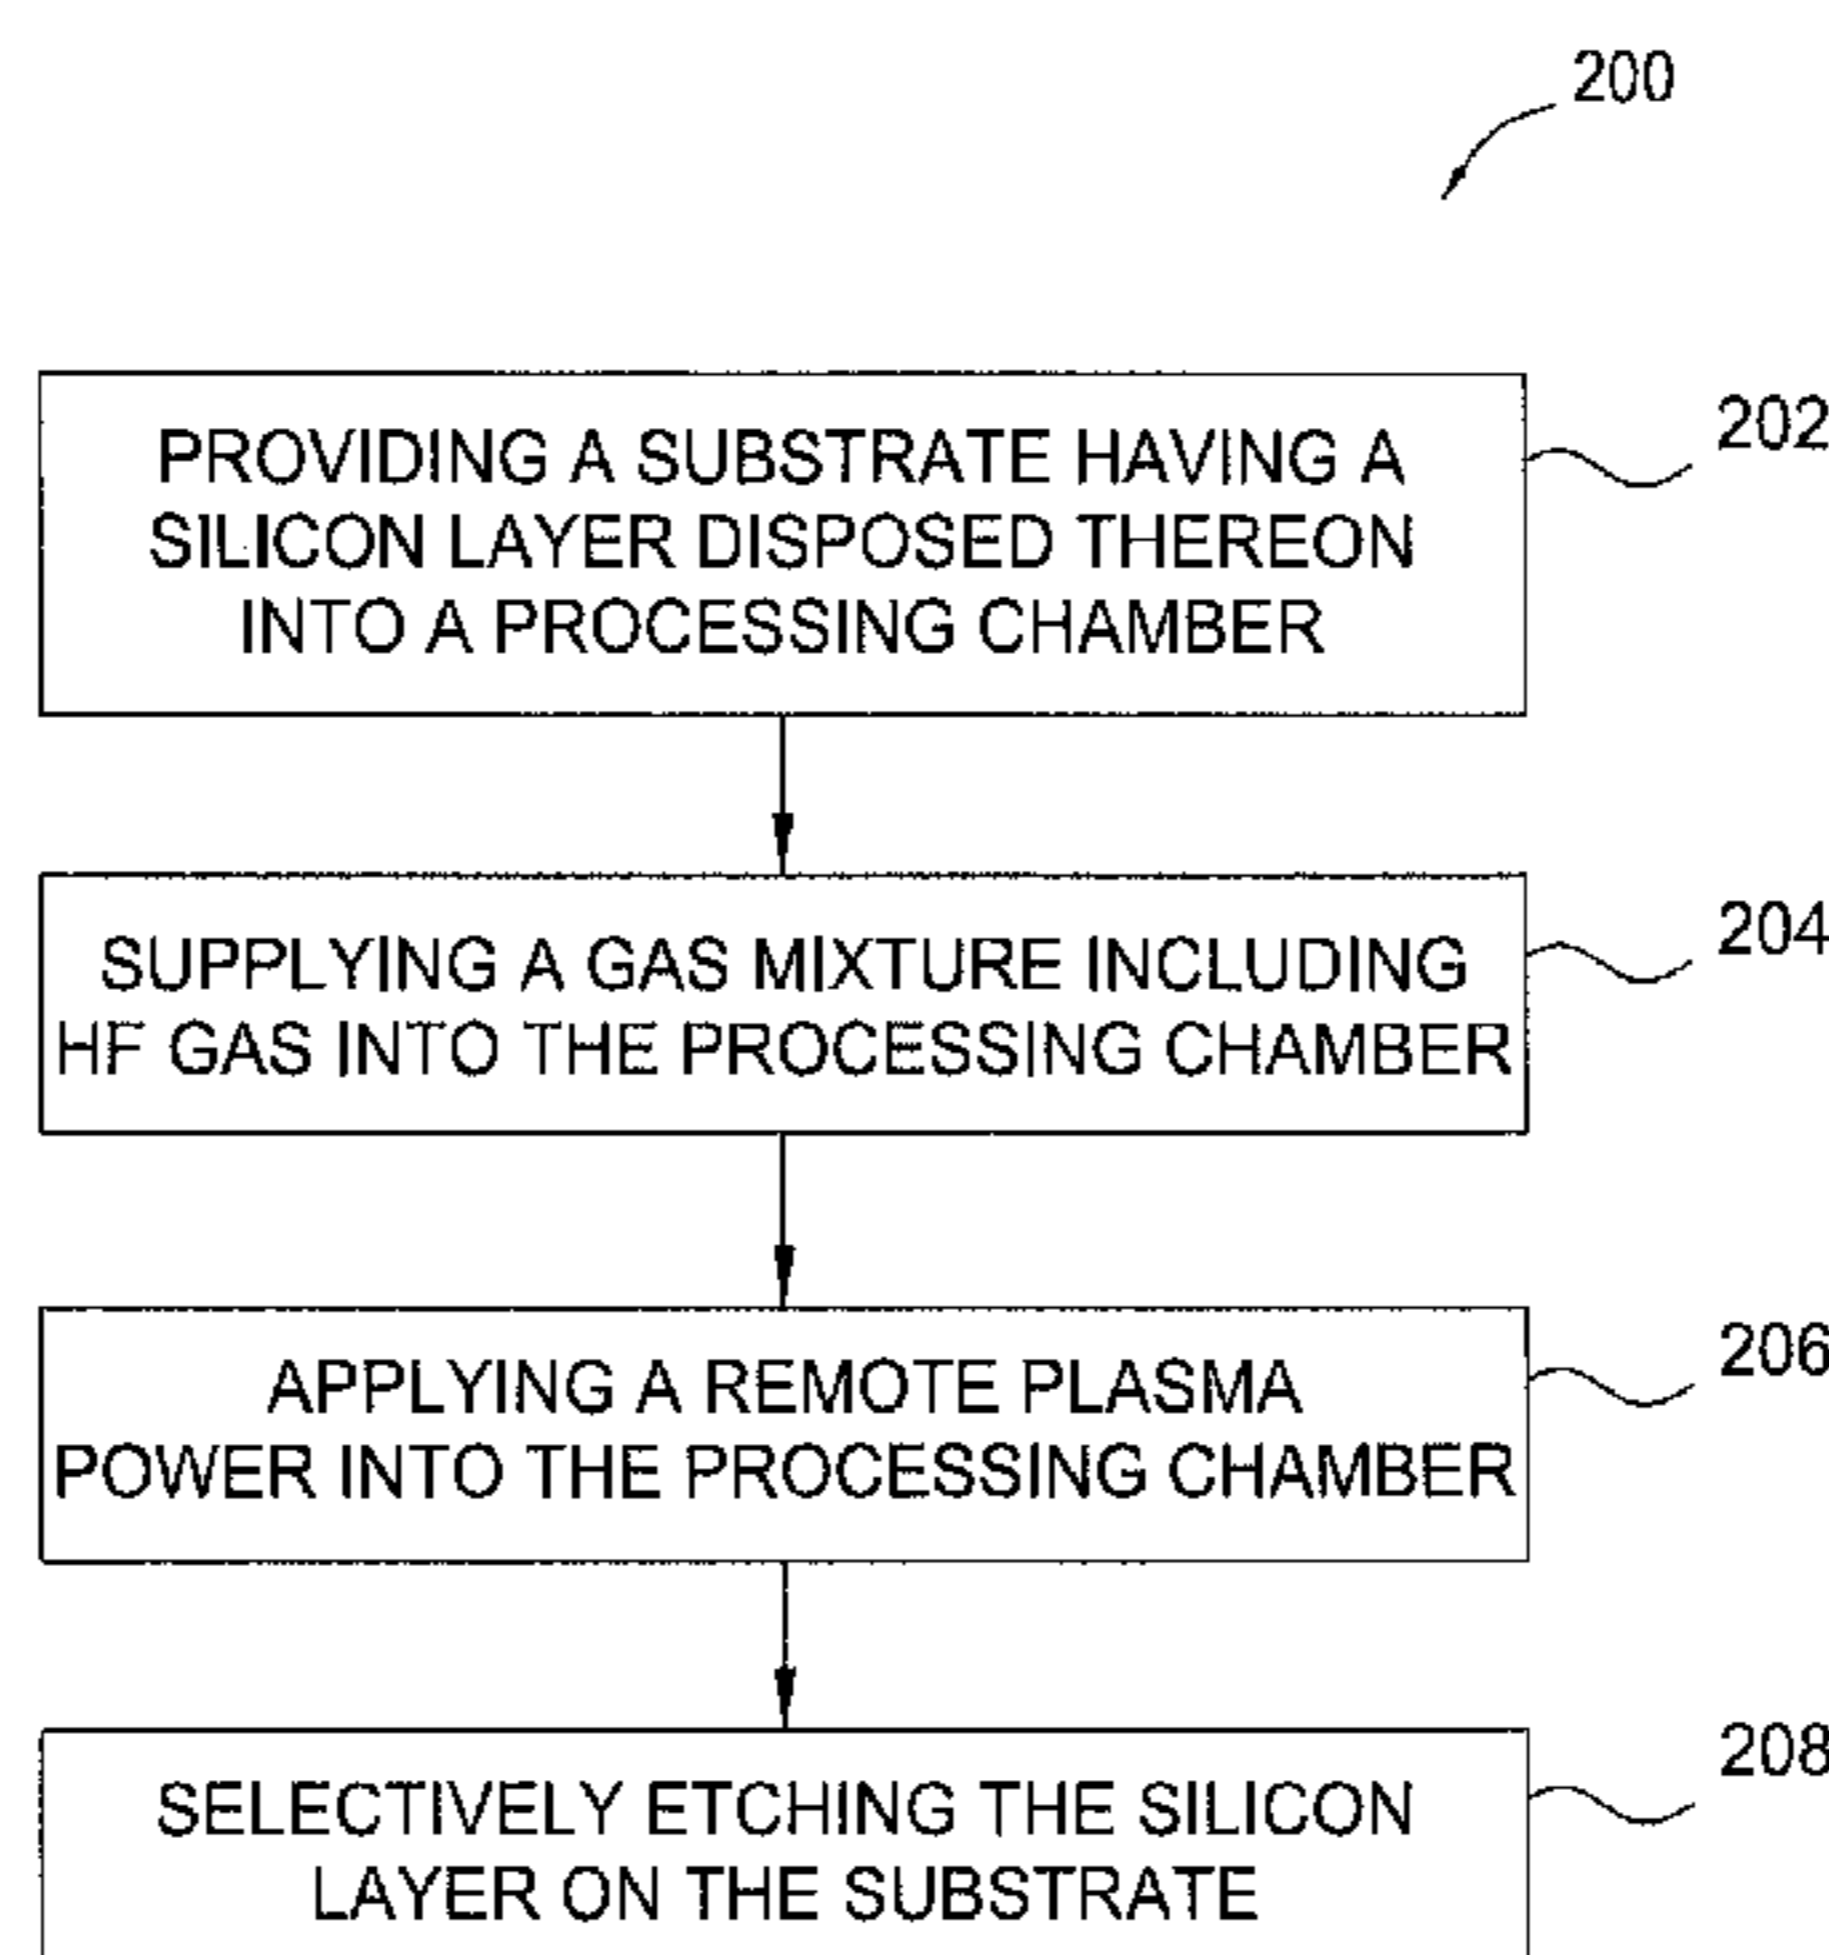 200
PROVIDING A SUBSTRATE HAVING A
SILICON LAYER DISPOSED THEREON
INTO A PROCESSING CHAMBER
202
SUPPLYING A GAS MIXTURE INCLUDING
HF GAS INTO THE PROCESSING CHAMBER
204
APPLYING A REMOTE PLASMA
POWER INTO THE PROCESSING CHAMBER
206
SELECTIVELY ETCHING THE SILICON
LAYER ON THE SUBSTRATE
208